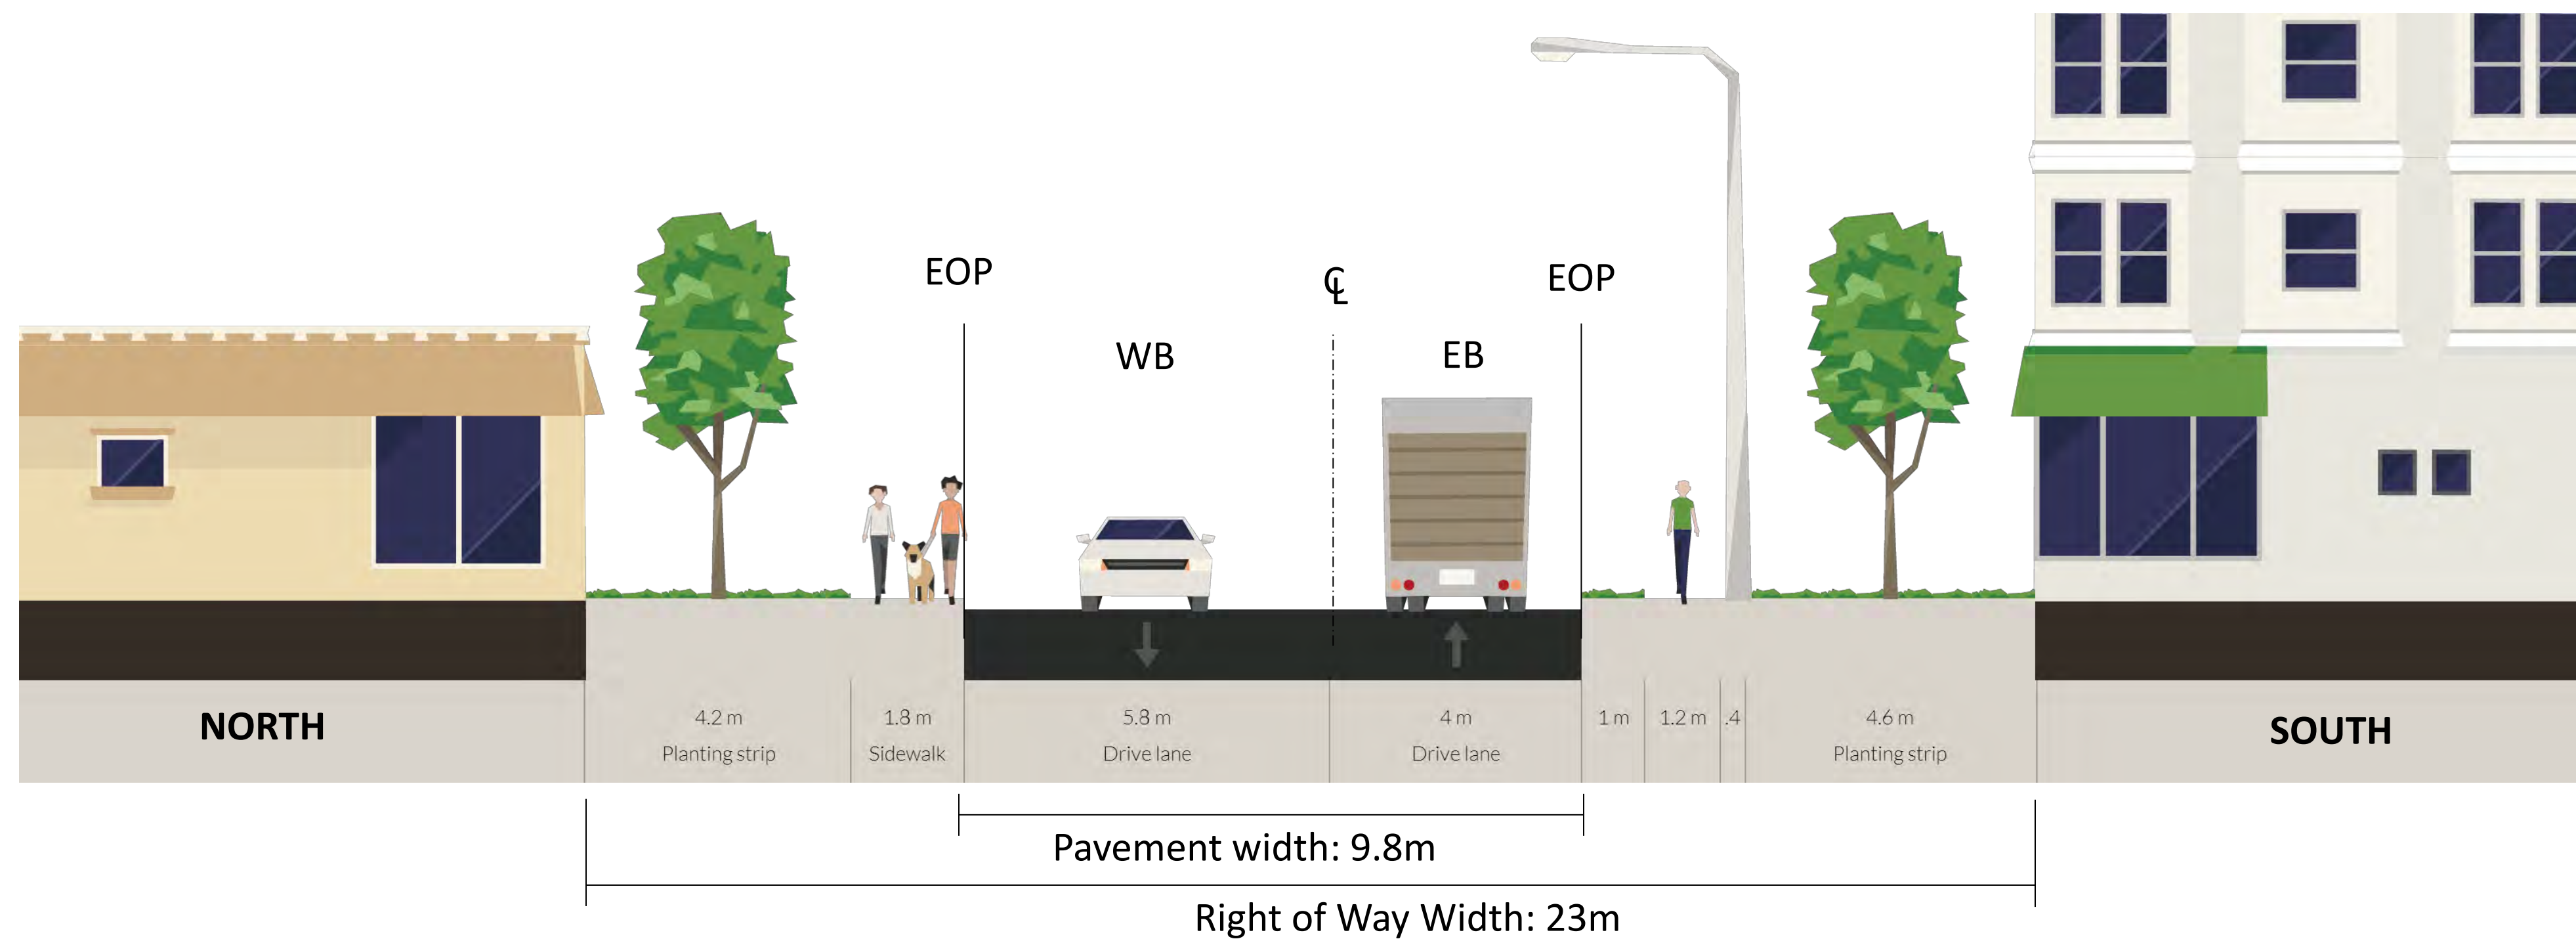 EOP
℄
EOP
WB
EB
NORTH
4.2 m
Planting strip
1.8 m
Sidewalk
5.8 m
Drive lane
4 m
Drive lane
1 m
1.2 m
.4
4.6 m
Planting strip
SOUTH
Pavement width: 9.8m
Right of Way Width: 23m